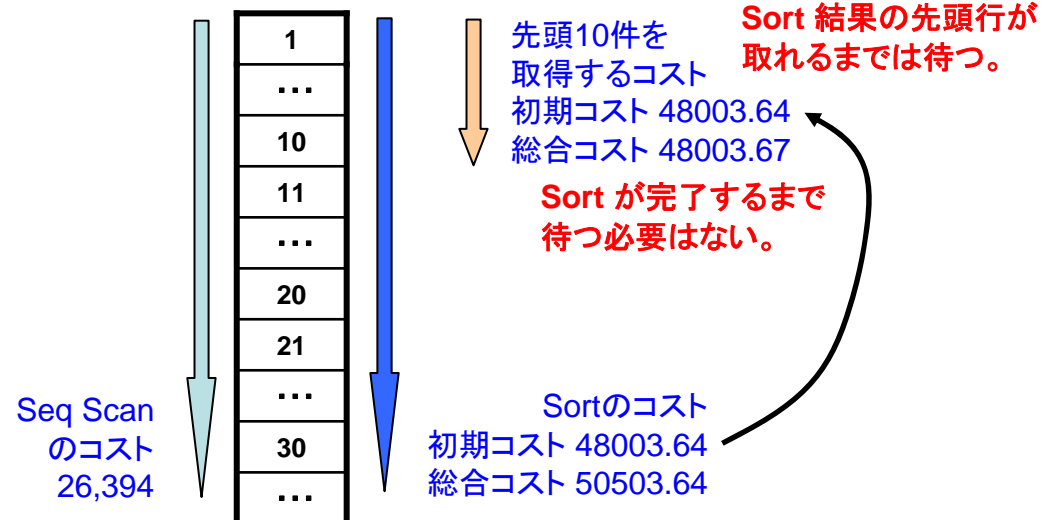 1
...
10
11
...
20
21
...
30
...
Seq Scan
のコスト
26,394
先頭10件を
取得するコスト
初期コスト 48003.64
総合コスト 48003.67
Sort 結果の先頭行が
取れるまでは待つ。
Sort が完了するまで
待つ必要はない。
Sortのコスト
初期コスト 48003.64
総合コスト 50503.64